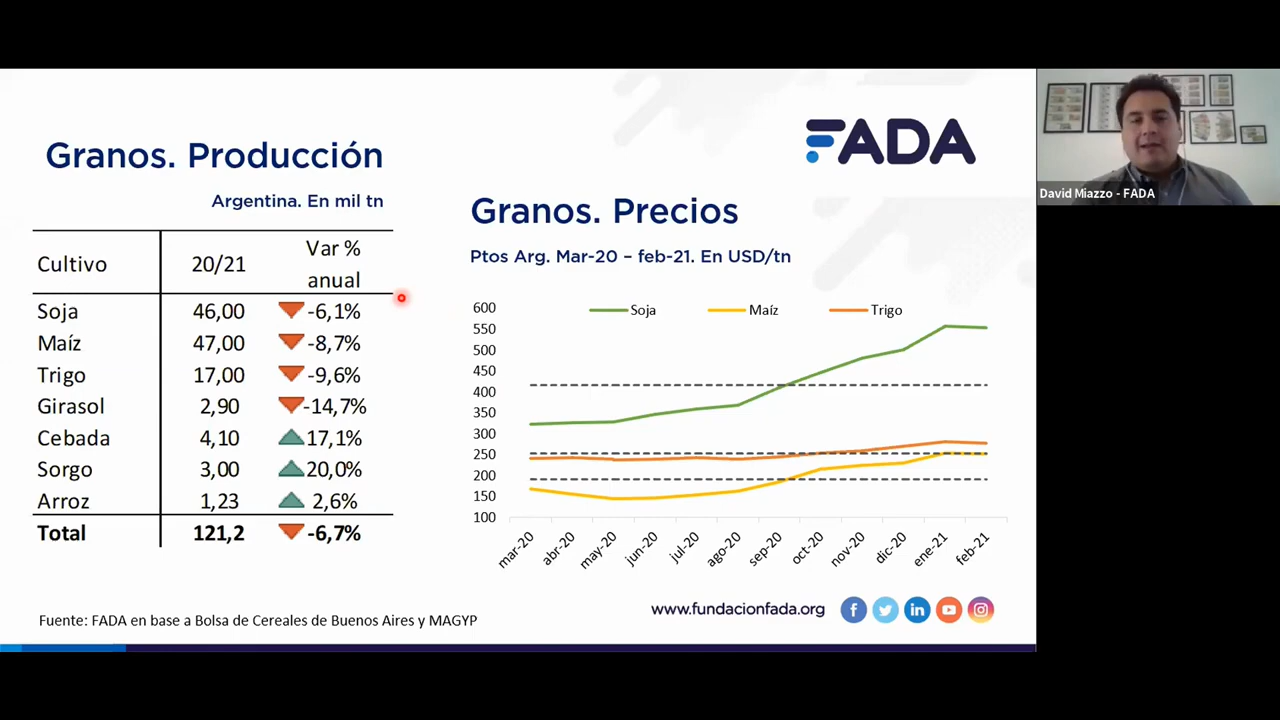 Granos. Producción
Argentina. En mil tn
Cultivo 20/21 Var % anual
Soja 46,00 -6,1%
Maíz 47,00 -8,7%
Trigo 17,00 -9,6%
Girasol 2,90 -14,7%
Cebada 4,10 17,1%
Sorgo 3,00 20,0%
Arroz 1,23 2,6%
Total 121,2 -6,7%
Fuente: FADA en base a Bolsa de Cereales de Buenos Aires y MAGYP
FADA
Granos. Precios
Ptos Arg. Mar-20 – feb-21. En USD/tn
Soja Maíz Trigo
600
550
500
450
400
350
300
250
200
150
100
mar-20 abr-20 may-20 jun-20 jul-20 ago-20 sep-20 oct-20 nov-20 dic-20 ene-21 feb-21
www.fundacionfada.org
David Miazzo - FADA